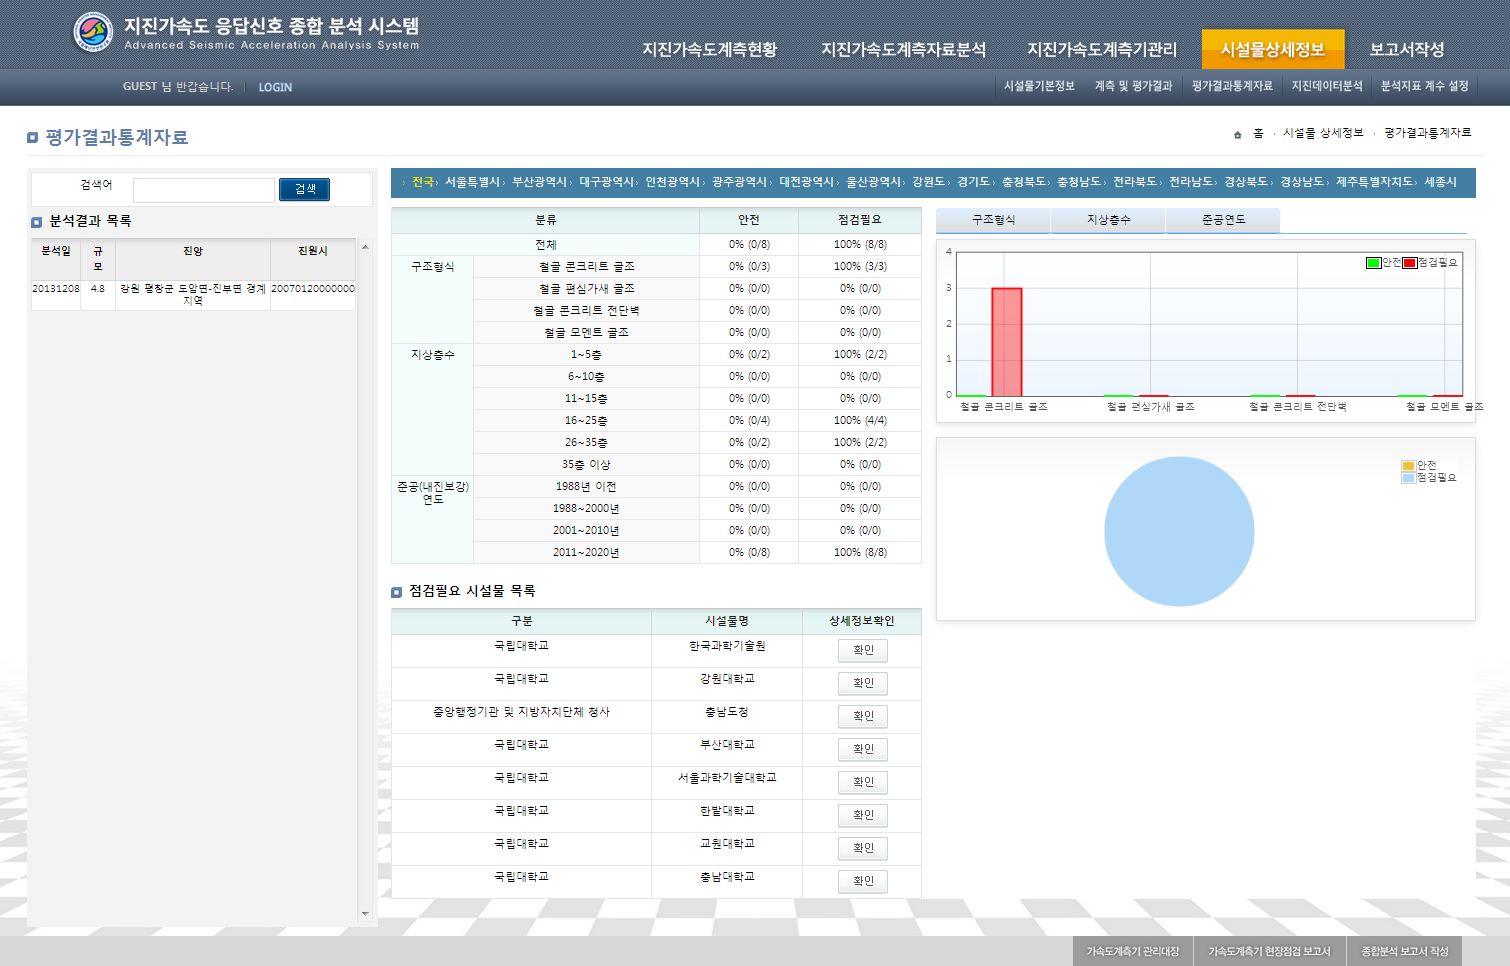 지진가속도 응답신호 종합 분석 시스템
Advanced Seismic Acceleration Analysis System
지진가속도계측현황 지진가속도계측자료분석 지진가속도계측기관리 시설물상세정보 보고서작성
GUEST 님 반갑습니다. LOGIN
시설물기본정보 계측 및 평가결과 평가결과통계자료 지진데이터분석 분석지표 계수 설정
평가결과통계자료
홈 시설물 상세정보 평가결과통계자료
검색어 검색
분석결과 목록
분석일 규모 진앙 진원시
20131208 4.8 강원 평창군 도암면-진부면 경계 20070120000000
지역
전국 서울특별시 부산광역시 대구광역시 인천광역시 광주광역시 대전광역시 울산광역시 강원도 경기도 충청북도 충청남도 전라북도 전라남도 경상북도 경상남도 제주특별자치도 세종시
분류 안전 점검필요
전체 0% (0/8) 100% (8/8)
구조형식 철골 콘크리트 골조 0% (0/3) 100% (3/3)
철골 편심가새 골조 0% (0/0) 0% (0/0)
철골 콘크리트 전단벽 0% (0/0) 0% (0/0)
철골 모멘트 골조 0% (0/0) 0% (0/0)
지상층수 1~5층 0% (0/2) 100% (2/2)
6~10층 0% (0/0) 0% (0/0)
11~15층 0% (0/0) 0% (0/0)
16~25층 0% (0/4) 100% (4/4)
26~35층 0% (0/2) 100% (2/2)
35층 이상 0% (0/0) 0% (0/0)
준공(내진보강) 1988년 이전 0% (0/0) 0% (0/0)
연도
1988~2000년 0% (0/0) 0% (0/0)
2001~2010년 0% (0/0) 0% (0/0)
2011~2020년 0% (0/8) 100% (8/8)
점검필요 시설물 목록
구분 시설물명 상세정보확인
국립대학교 한국과학기술원 확인
국립대학교 강원대학교 확인
중앙행정기관 및 지방자치단체 청사 충남도청 확인
국립대학교 부산대학교 확인
국립대학교 서울과학기술대학교 확인
국립대학교 한밭대학교 확인
국립대학교 교원대학교 확인
국립대학교 충남대학교 확인
구조형식 지상층수 준공연도
4
안전 점검필요
3
2
1
0
철골 콘크리트 골조 철골 편심가새 골조 철골 콘크리트 전단벽 철골 모멘트 골조
안전
점검필요
가속도계측기 관리대장 가속도계측기 현장점검 보고서 종합분석 보고서 작성